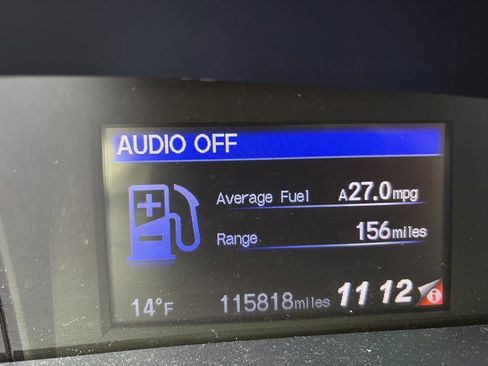 AUDIO OFF
Average Fuel A27.0mpg
Range 156miles
14°F 115818miles 11 12 i